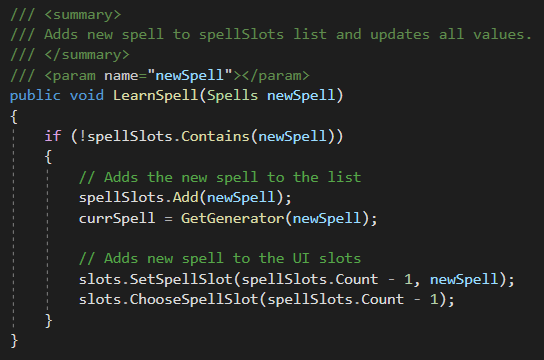 /// <summary>
/// Adds new spell to spellSlots list and updates all values.
/// </summary>
/// <param name="newSpell"></param>
public void LearnSpell(Spells newSpell)
{
    if (!spellSlots.Contains(newSpell))
    {
        // Adds the new spell to the list
        spellSlots.Add(newSpell);
        currSpell = GetGenerator(newSpell);

        // Adds new spell to the UI slots
        slots.SetSpellSlot(spellSlots.Count - 1, newSpell);
        slots.ChooseSpellSlot(spellSlots.Count - 1);
    }
}